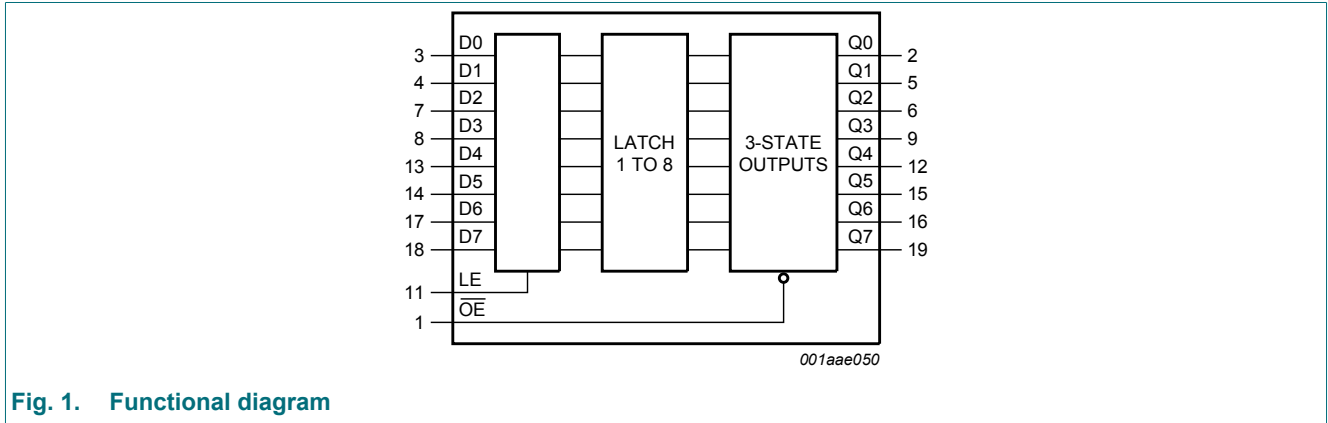 3 D0 Q0 2
4 D1 Q1 5
7 D2 Q2 6
8 D3 Q3 9
13 D4 Q4 12
14 D5 Q5 15
17 D6 Q6 16
18 D7 Q7 19
LATCH
1 TO 8
3-STATE
OUTPUTS
11 LE
1 O̅E̅
001aae050
Fig. 1. Functional diagram